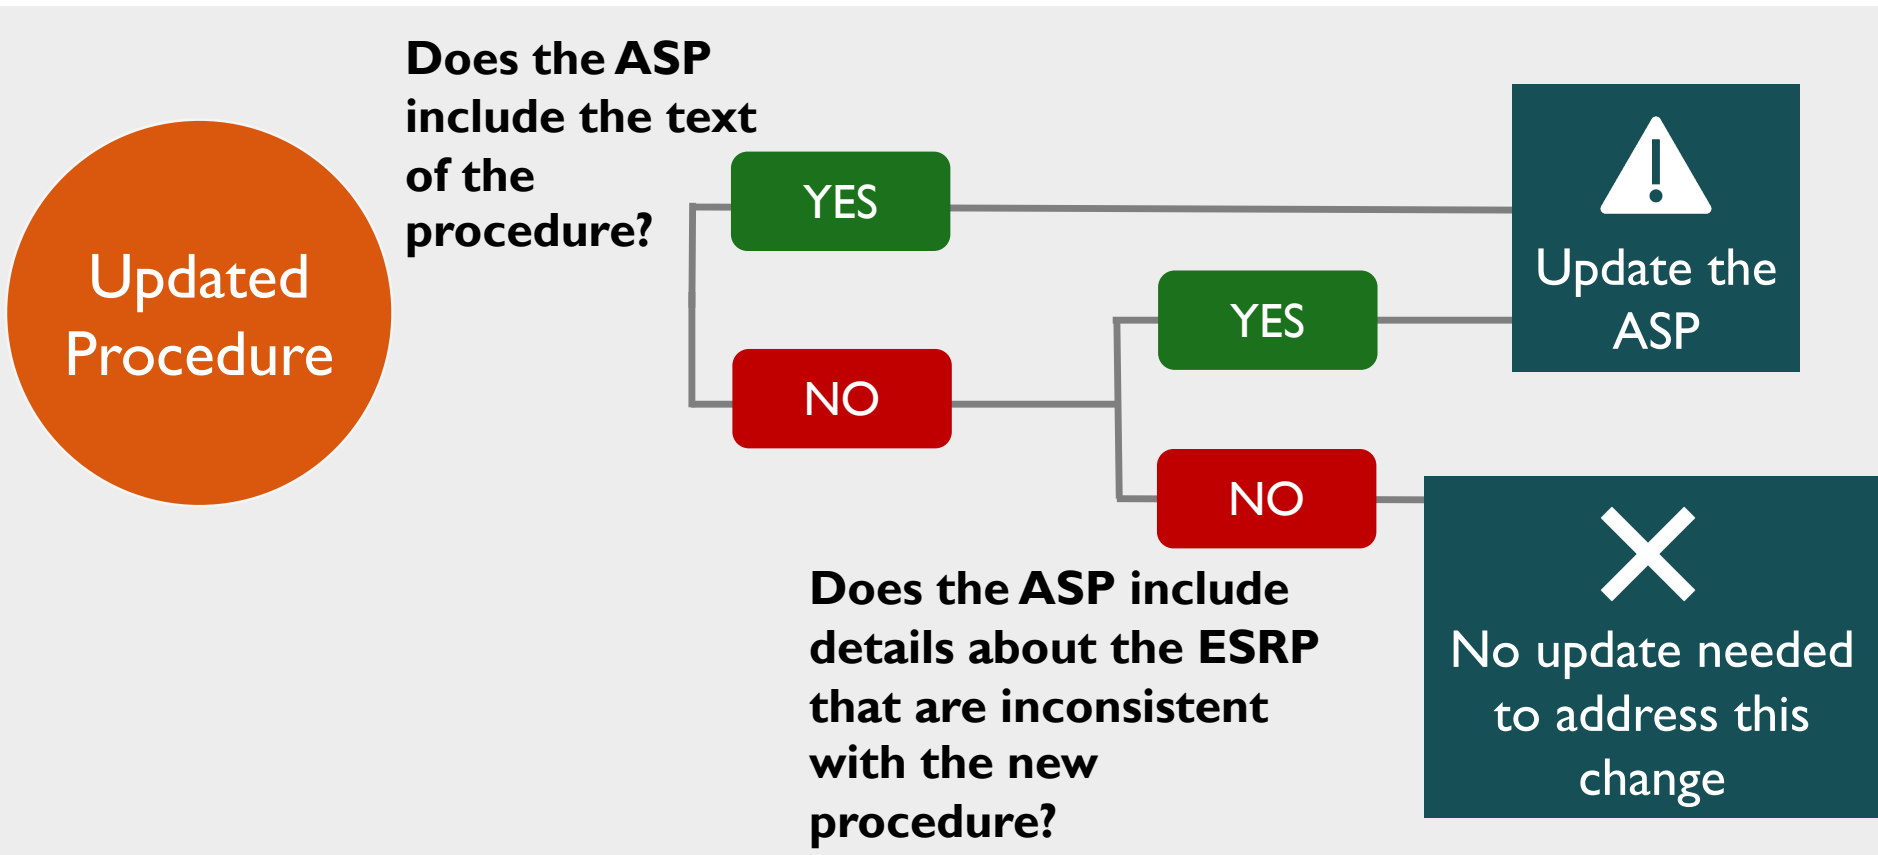 Updated
Procedure
Does the ASP
include the text
of the
procedure?
YES
NO
YES
NO
Does the ASP include
details about the ESRP
that are inconsistent
with the new
procedure?
Update the
ASP
No update needed
to address this
change